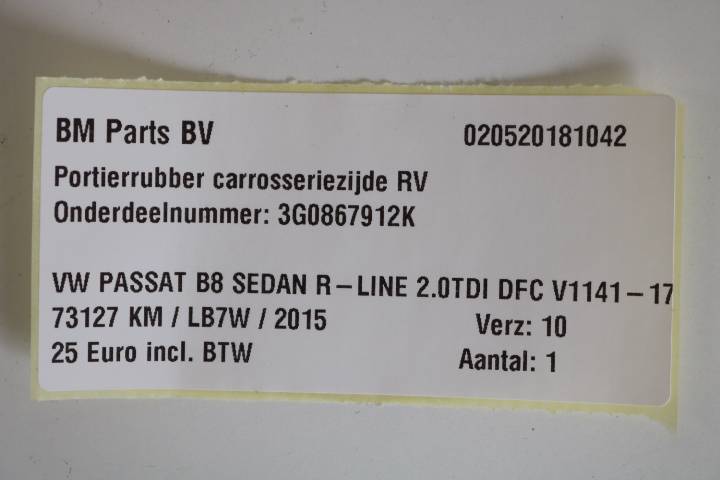 BM Parts BV 020520181042
Portierrubber carrosseriezijde RV
Onderdeelnummer: 3G0867912K
VW PASSAT B8 SEDAN R-LINE 2.0TDI DFC V1141-17
73127 KM / LB7W / 2015 Verz: 10
25 Euro incl. BTW Aantal: 1